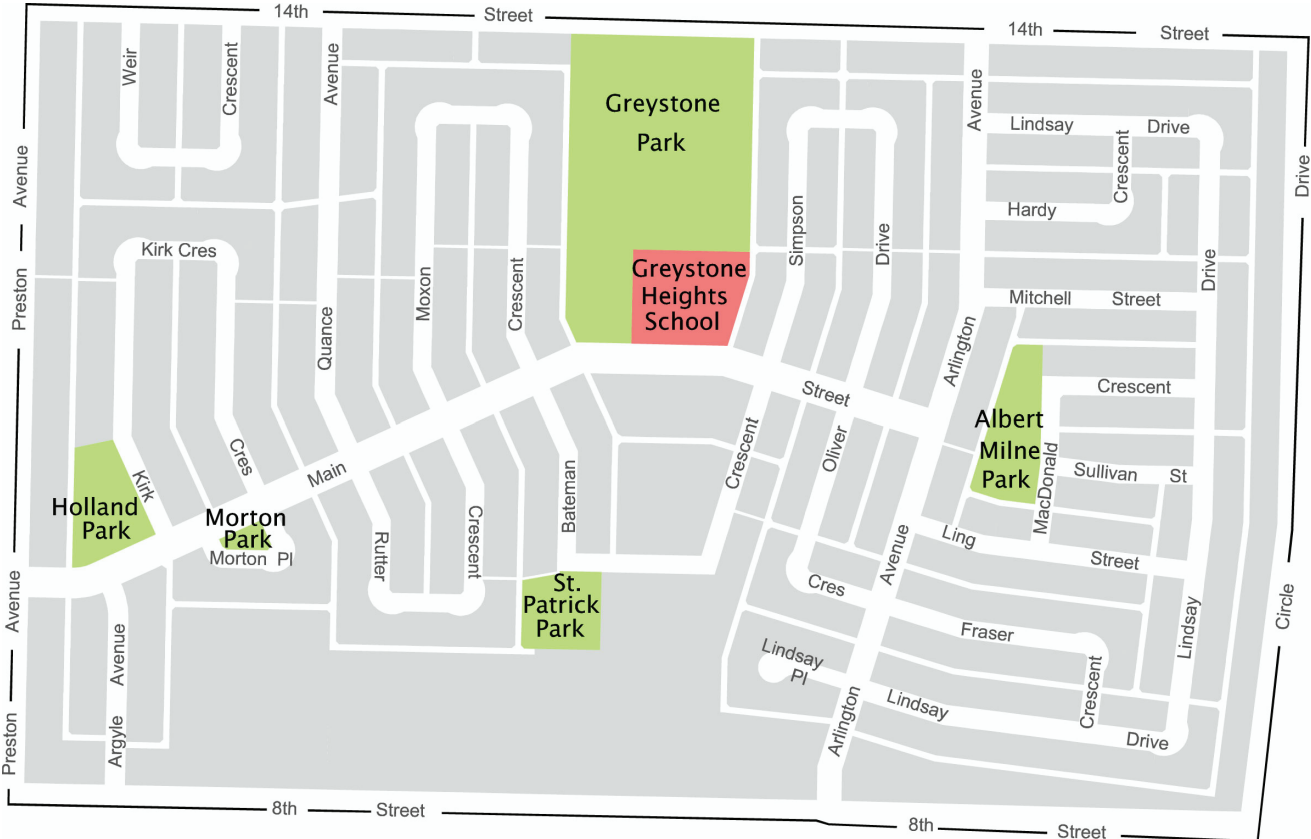 14th Street
14th Street
Weir
Crescent
Avenue
Greystone
Park
Avenue
Lindsay Drive
Crescent
Hardy
Drive
Avenue
Preston
Kirk Cres
Moxon
Crescent
Quance
Greystone
Heights
School
Simpson
Drive
Drive
Mitchell Street
Arlington
Street
Crescent
Albert
Milne
Park
MacDonald
Sullivan St
Kirk
Cres
Main
Holland
Park
Morton
Park
Morton Pl
Rutter
Crescent
Bateman
Crescent
Oliver
Cres
Avenue
Ling Street
St.
Patrick
Park
Fraser
Crescent
Lindsay
Pl
Lindsay
Drive
Lindsay
Circle
Arlington
Avenue
Preston
Avenue
Argyle
8th Street
8th Street